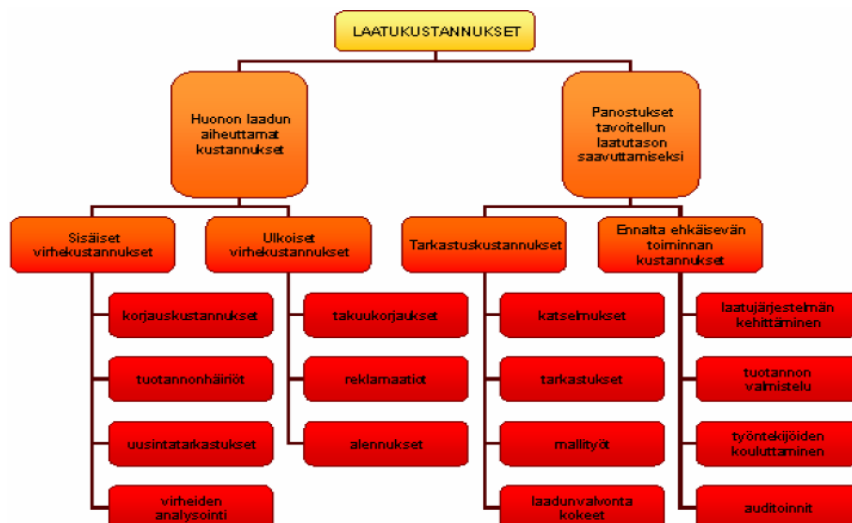 LAATUKUSTANNUKSET
Huonon laadun
aiheuttamat
kustannukset
Panostukset
tavoitellun
laatutason
saavuttamiseksi
Sisäiset
virhekustannukset
Ulkoiset
virhekustannukset
Tarkastuskustannukset
Ennalta ehkäisevän
toiminnan
kustannukset
korjauskustannukset
takuukorjaukset
katselmukset
laatujärjestelmän
kehittäminen
tuotannonhäiriöt
reklamaatiot
tarkastukset
tuotannon
valmistelu
uusintatarkastukset
alennukset
mallityöt
työntekijöiden
kouluttaminen
virheiden
analysointi
laadunvalvonta
kokeet
auditoinnit